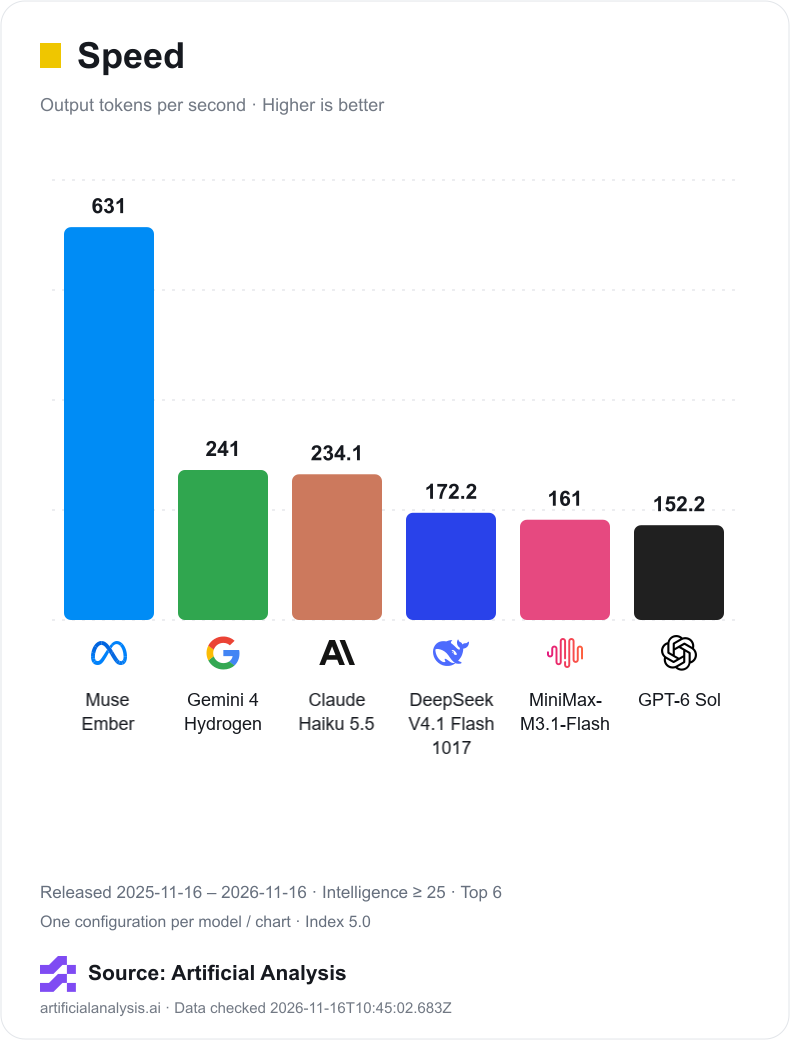 Speed
Output tokens per second · Higher is better
631
241
234.1
172.2
161
152.2
Muse
Ember
Gemini 4
Hydrogen
Claude
Haiku 5.5
DeepSeek
V4.1 Flash
1017
MiniMax-
M3.1-Flash
GPT-6 Sol
Released 2025-11-16 – 2026-11-16 · Intelligence ≥ 25 · Top 6
One configuration per model / chart · Index 5.0
Source: Artificial Analysis
artificialanalysis.ai · Data checked 2026-11-16T10:45:02.683Z